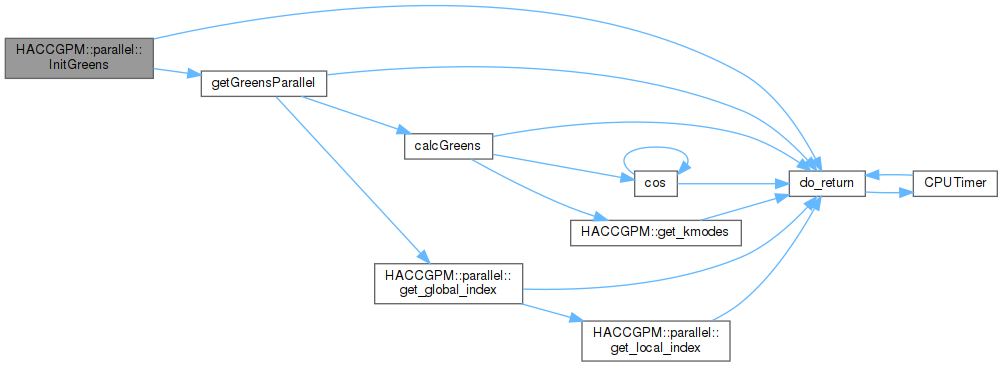 HACCGPM::parallel::
InitGreens
getGreensParallel
calcGreens
cos
do_return
CPUTimer
HACCGPM::get_kmodes
HACCGPM::parallel::
get_global_index
HACCGPM::parallel::
get_local_index